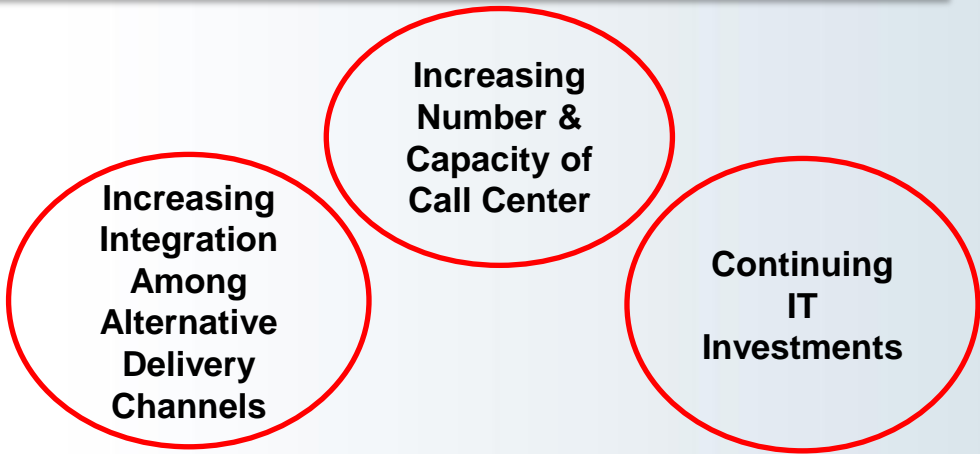 Increasing
Number &
Capacity of
Call Center
Increasing
Integration
Among
Alternative
Delivery
Channels
Continuing
IT
Investments